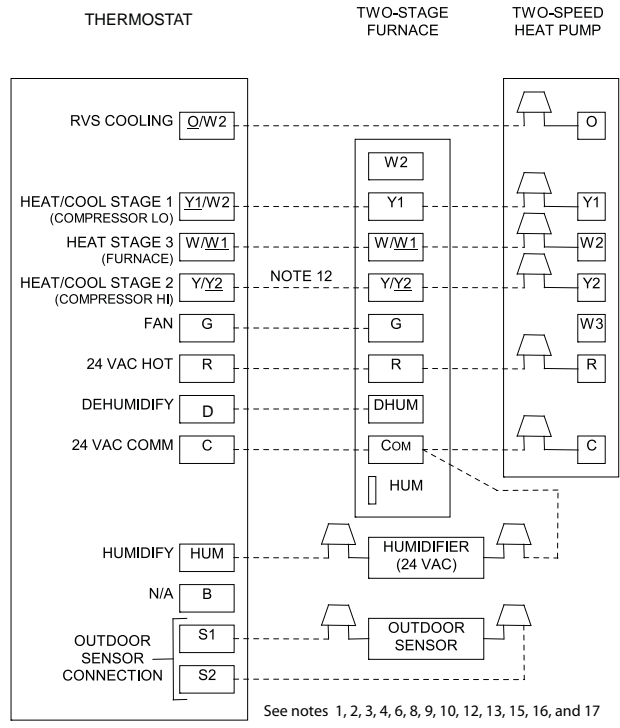 THERMOSTAT
TWO-STAGE
FURNACE
TWO-SPEED
HEAT PUMP
RVS COOLING O/W2 O
W2
HEAT/COOL STAGE 1 Y1/W2 Y1 Y1
(COMPRESSOR LO)
HEAT STAGE 3 W/W1 W/W1 W2
(FURNACE)
HEAT/COOL STAGE 2 Y/Y2 NOTE 12 Y/Y2 Y2
(COMPRESSOR HI)
FAN G G W3
24 VAC HOT R R R
DEHUMIDIFY D DHUM
24 VAC COMM C COM C
HUM
HUMIDIFY HUM HUMIDIFIER
(24 VAC)
N/A B
OUTDOOR
SENSOR
CONNECTION
S1
S2
OUTDOOR
SENSOR
See notes 1, 2, 3, 4, 6, 8, 9, 10, 12, 13, 15, 16, and 17